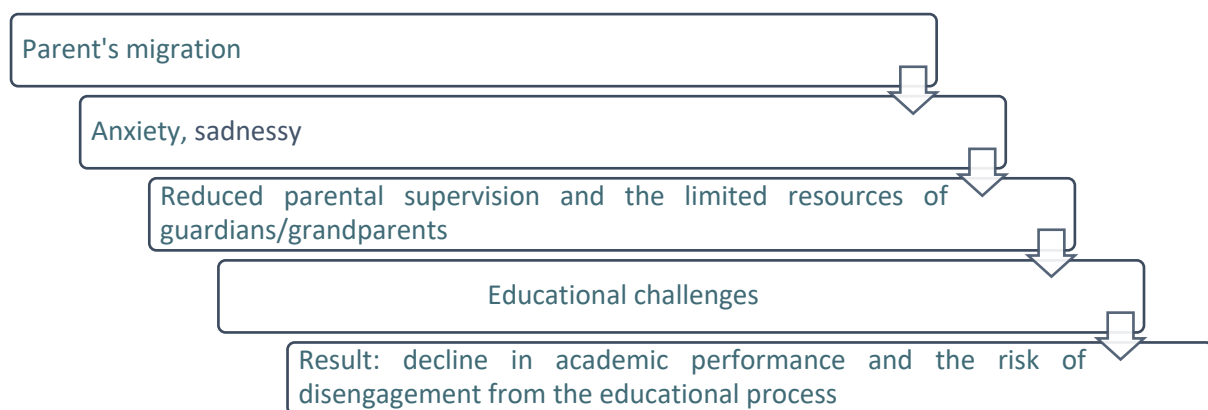 Parent's migration
Anxiety, sadnessy
Reduced parental supervision and the limited resources of
guardians/grandparents
Educational challenges
Result: decline in academic performance and the risk of
disengagement from the educational process